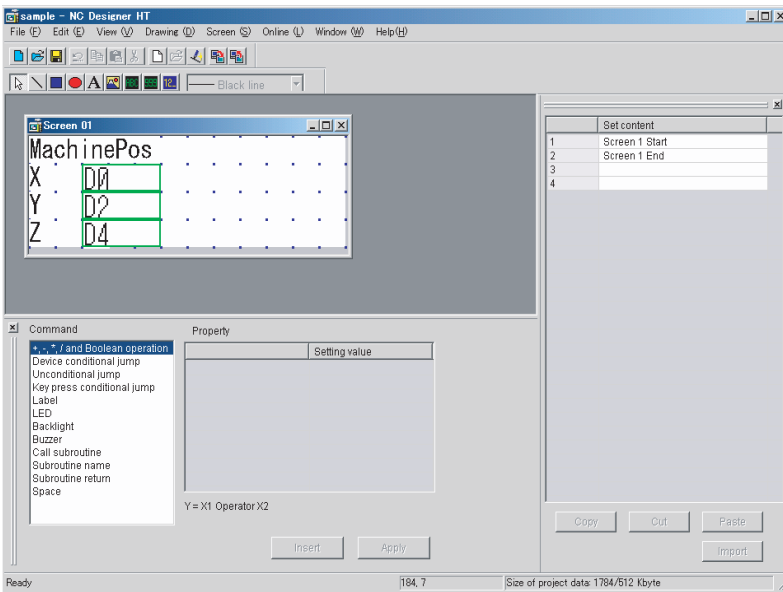 sample - NC Designer HT
File (F) Edit (E) View (V) Drawing (D) Screen (S) Online (L) Window (W) Help(H)
A ABC 12. Black line
Screen 01
MachinePos
X D0
Y D2
Z D4
Set content
1 Screen 1 Start
2 Screen 1 End
3
4
Command
+, -, *, / and Boolean operation
Device conditional jump
Unconditional jump
Key press conditional jump
Label
LED
Backlight
Buzzer
Call subroutine
Subroutine name
Subroutine return
Space
Property
Setting value
Y = X1 Operator X2
Insert Apply
Copy Cut Paste
Import
Ready 184, 7 Size of project data: 1784/512 Kbyte